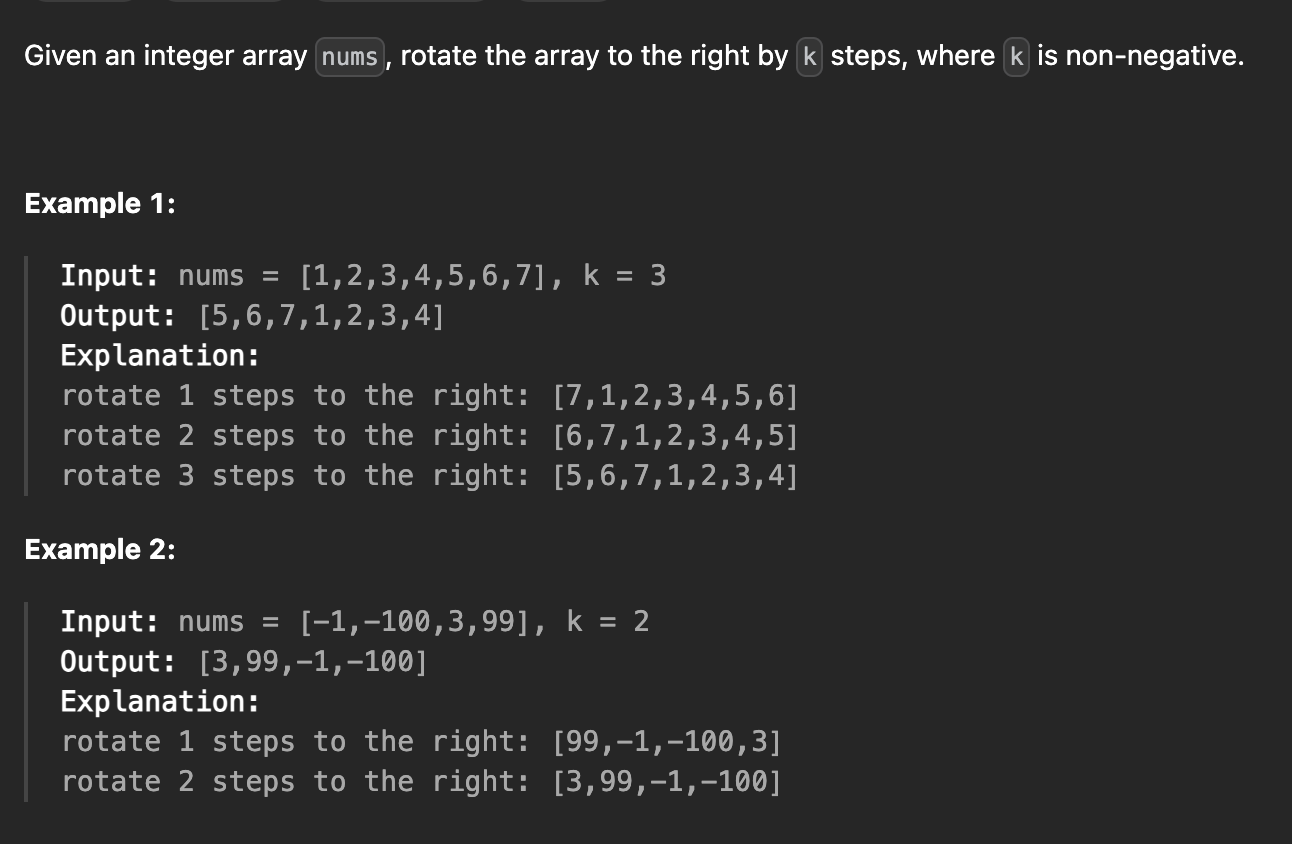 Given an integer array nums, rotate the array to the right by k steps, where k is non-negative.
Example 1:
Input: nums = [1,2,3,4,5,6,7], k = 3
Output: [5,6,7,1,2,3,4]
Explanation:
rotate 1 steps to the right: [7,1,2,3,4,5,6]
rotate 2 steps to the right: [6,7,1,2,3,4,5]
rotate 3 steps to the right: [5,6,7,1,2,3,4]
Example 2:
Input: nums = [-1,-100,3,99], k = 2
Output: [3,99,-1,-100]
Explanation:
rotate 1 steps to the right: [99,-1,-100,3]
rotate 2 steps to the right: [3,99,-1,-100]